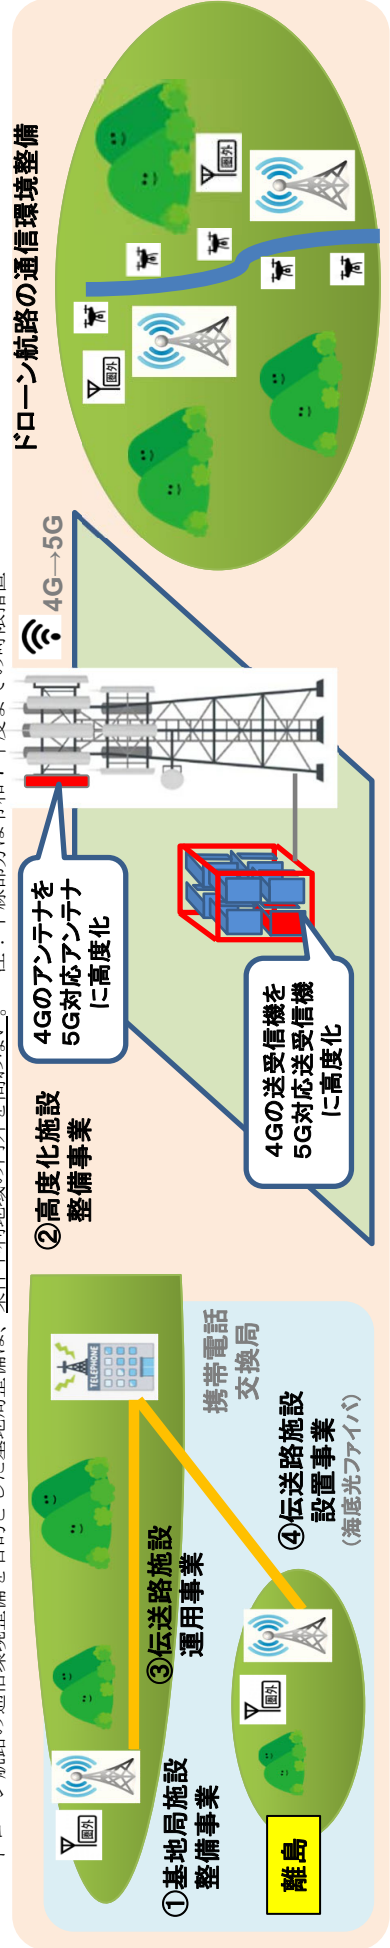 ①基地局施設
整備事業
圏外
③伝送路施設
運用事業
TELEPHONE
携帯電話
交換局
離島
圏外
④伝送路施設
設置事業
（海底光ファイバ）
②高度化施設
整備事業
4Gのアンテナを
5G対応アンテナ
に高度化
4Gの送受信機を
5G対応送受信機
に高度化
4G→5G
ドローン航路の通信環境整備
圏外
圏外